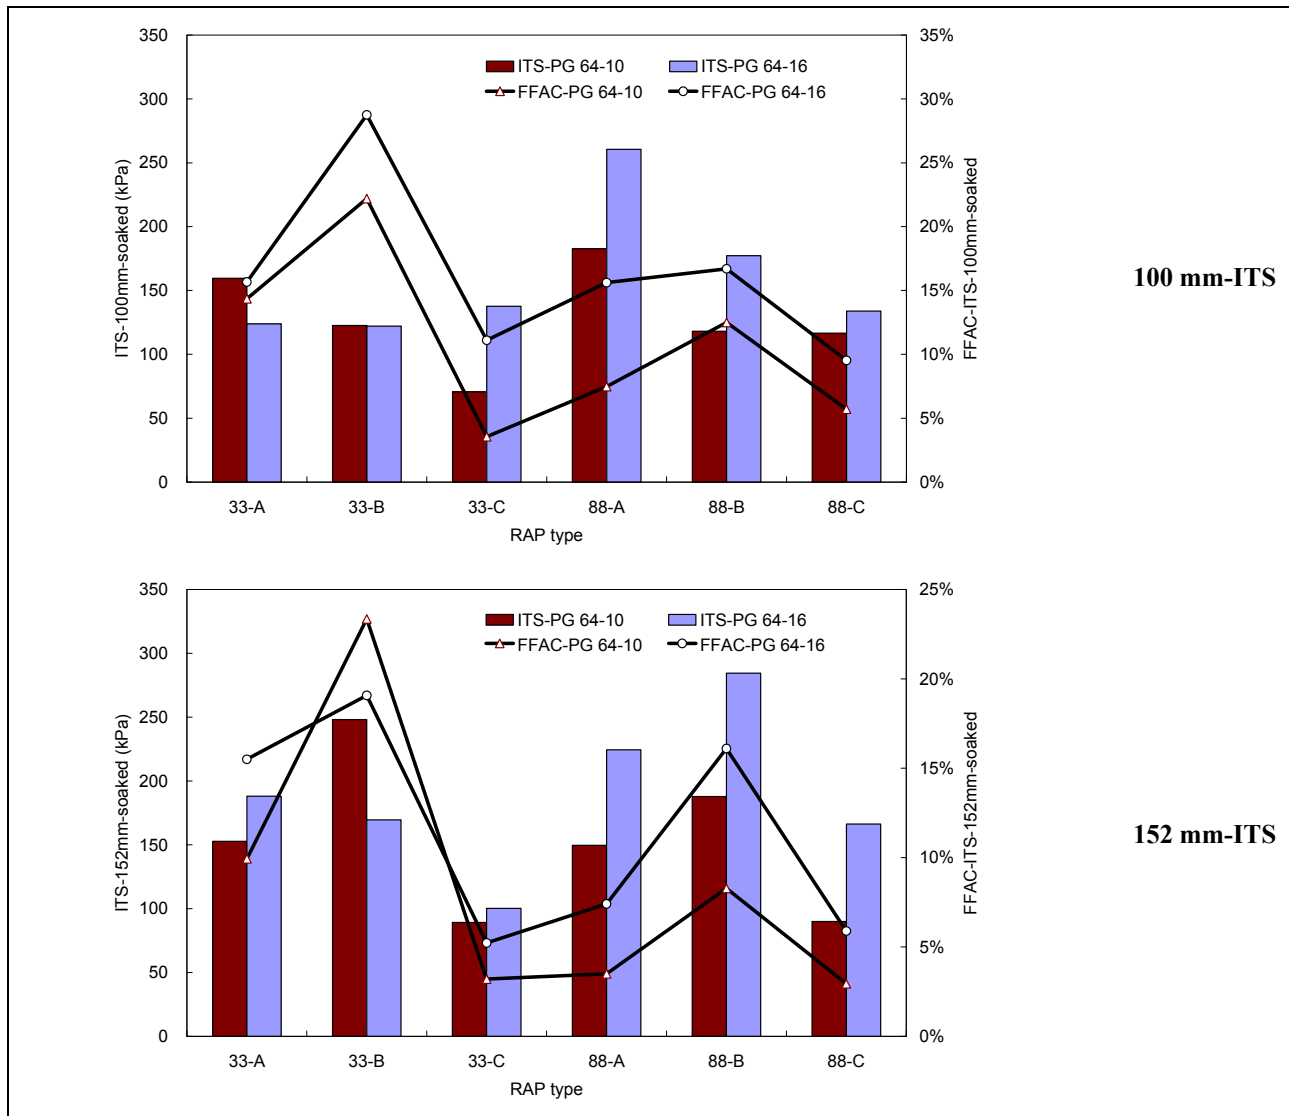 350 35%
ITS-PG 64-10 ITS-PG 64-16
FFAC-PG 64-10 FFAC-PG 64-16
300 30%
250 25%
200 20%
150 15%
100 10%
50 5%
0 0%
ITS-100mm-soaked (kPa)
FFAC-ITS-100mm-soaked
33-A 33-B 33-C 88-A 88-B 88-C
RAP type
100 mm-ITS
350 25%
ITS-PG 64-10 ITS-PG 64-16
FFAC-PG 64-10 FFAC-PG 64-16
300
20%
250
200
15%
150
10%
100
5%
50
0 0%
ITS-152mm-soaked (kPa)
FFAC-ITS-152mm-soaked
33-A 33-B 33-C 88-A 88-B 88-C
RAP type
152 mm-ITS